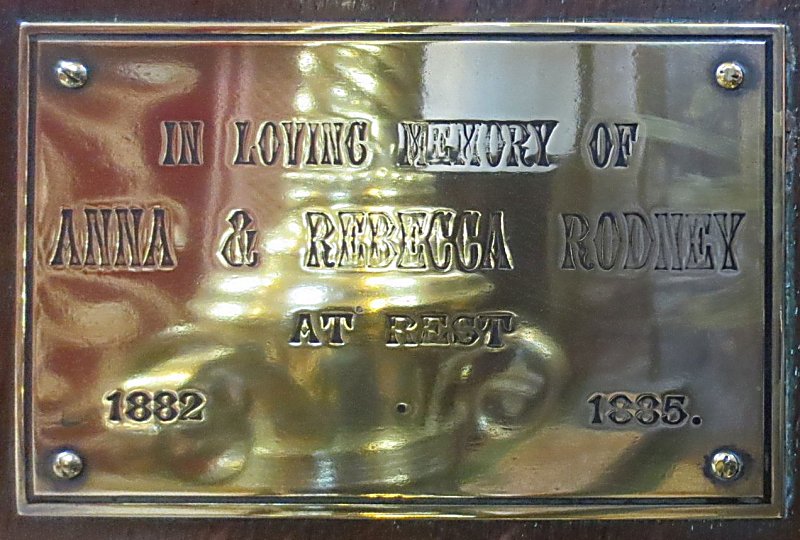 IN LOVING MEMORY OF
ANNA & REBECCA RODNEY
AT REST
1882 . 1885.